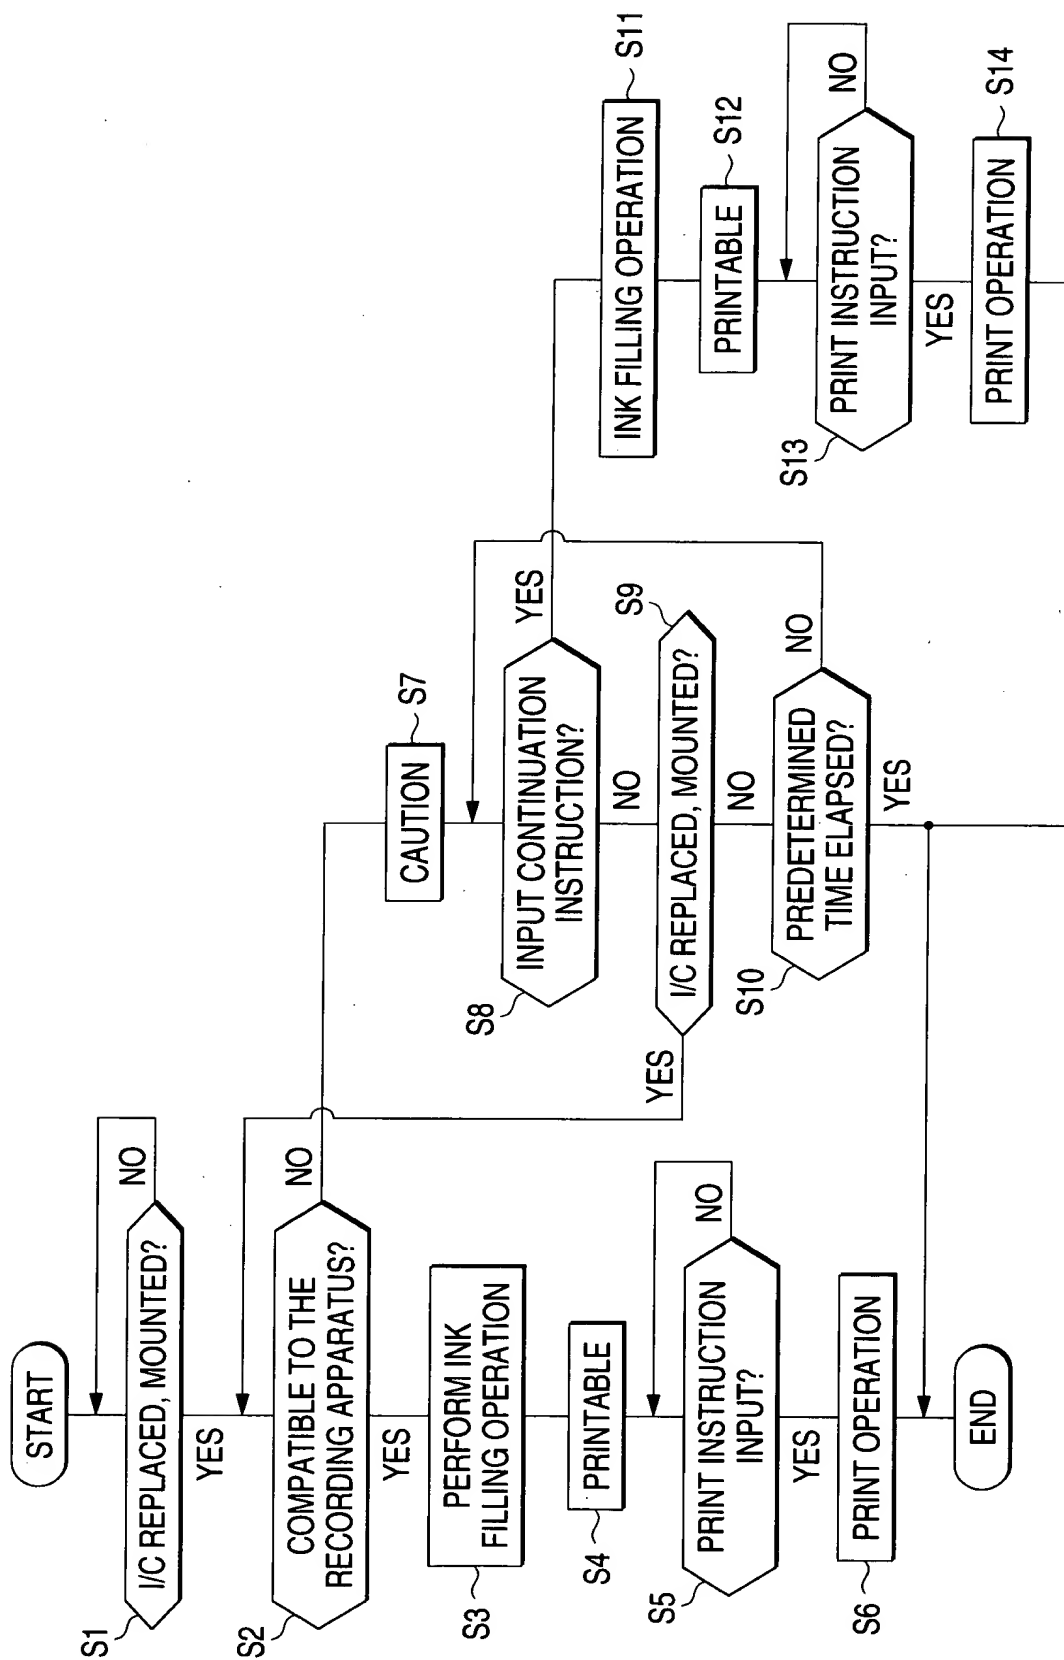 START
S1
I/C REPLACED, MOUNTED?
NO
YES
S2
COMPATIBLE TO THE
RECORDING APPARATUS?
NO
YES
S3
PERFORM INK
FILLING OPERATION
S4
PRINTABLE
S5
PRINT INSTRUCTION
INPUT?
NO
YES
S6
PRINT OPERATION
END
CAUTION
S7
S8
INPUT CONTINUATION
INSTRUCTION?
YES
NO
S9
I/C REPLACED, MOUNTED?
YES
NO
S10
PREDETERMINED
TIME ELAPSED?
NO
YES
INK FILLING OPERATION
S11
PRINTABLE
S12
S13
PRINT INSTRUCTION
INPUT?
NO
YES
PRINT OPERATION
S14